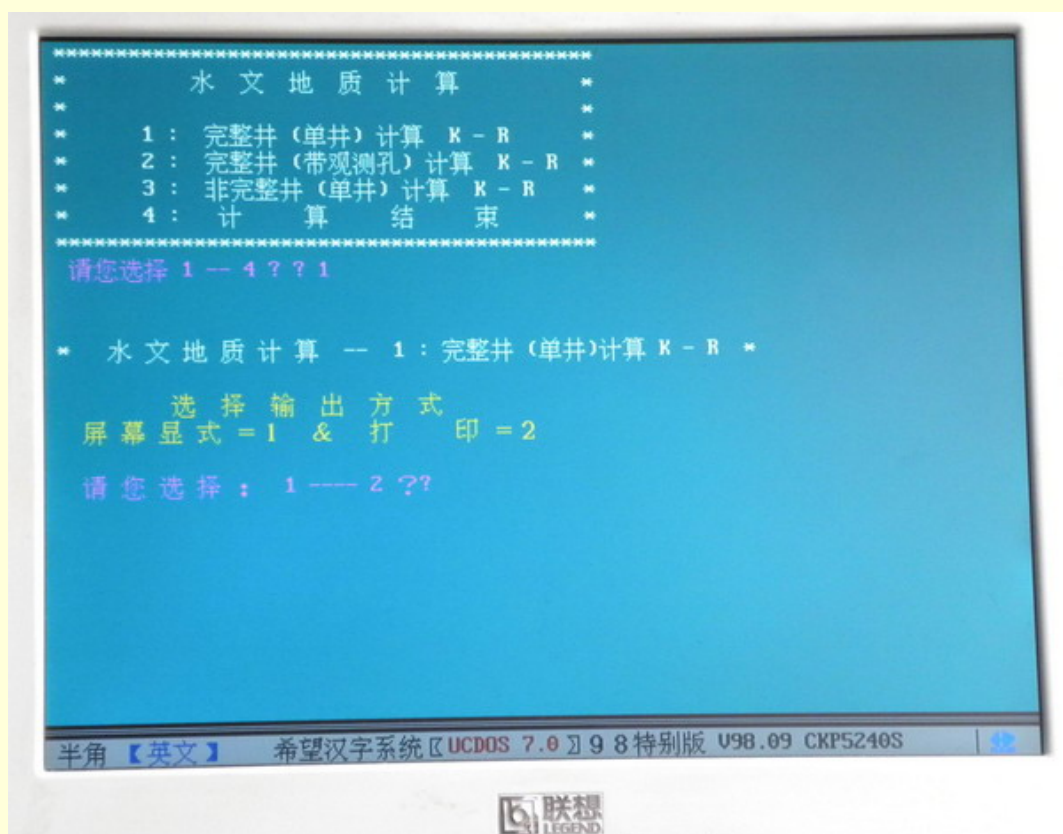 *******************************************
* 水 文 地 质 计 算 *
* *
* 1 : 完整井 (单井) 计算 K - R *
* 2 : 完整井 (带观测孔) 计算 K - R *
* 3 : 非完整井 (单井) 计算 K - R *
* 4 : 计 算 结 束 *
*******************************************
请您选择 1 -- 4 ? ? 1
* 水 文 地 质 计 算 -- 1 : 完整井 (单井)计算 K - R *
选 择 输 出 方 式
屏 幕 显 式 = 1 & 打 印 = 2
请 您 选 择 : 1 ---- 2 ??
半角 【英文】 希望汉字系统〖UCDOS 7.0〗9 8特别版 V98.09 CKP5240S
联想
LEGEND